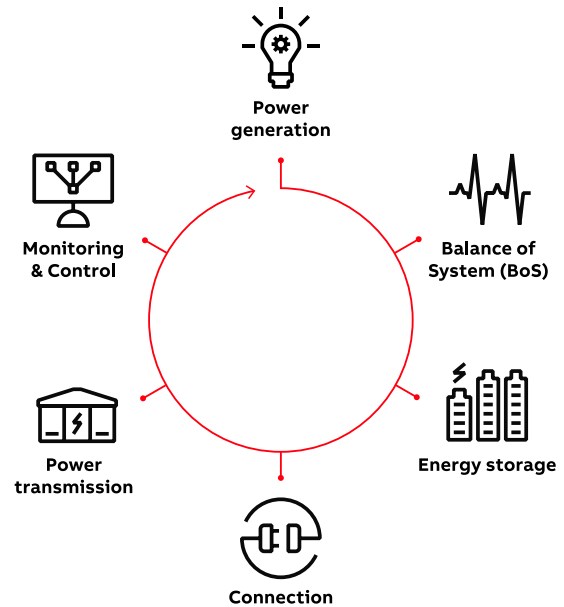 Power
generation
Balance of
System (BoS)
Energy storage
Connection
Power
transmission
Monitoring
& Control